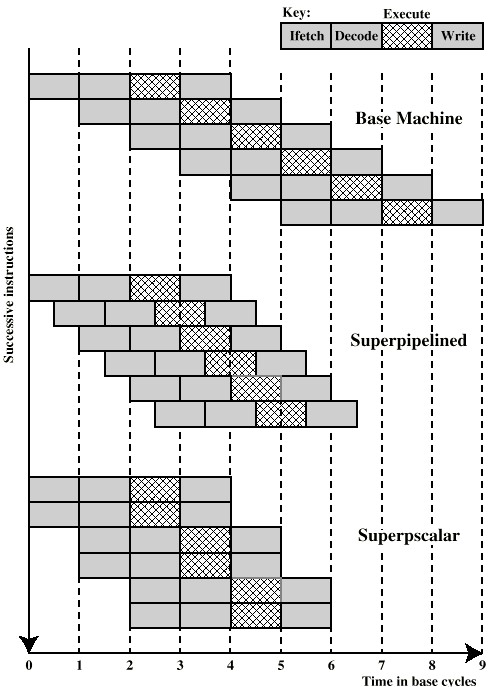 Key:
Execute
Ifetch Decode Write
Base Machine
Successive instructions
Superpipelined
Superpscalar
0 1 2 3 4 5 6 7 8 9
Time in base cycles